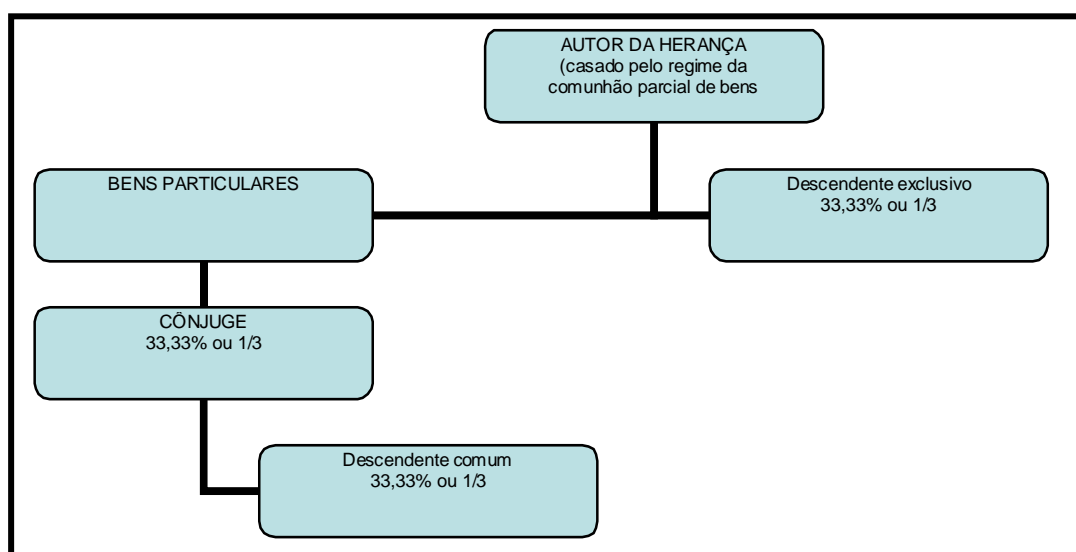 AUTOR DA HERANÇA
(casado pelo regime da
comunhão parcial de bens
BENS PARTICULARES
Descendente exclusivo
33,33% ou 1/3
CÔNJUGE
33,33% ou 1/3
Descendente comum
33,33% ou 1/3